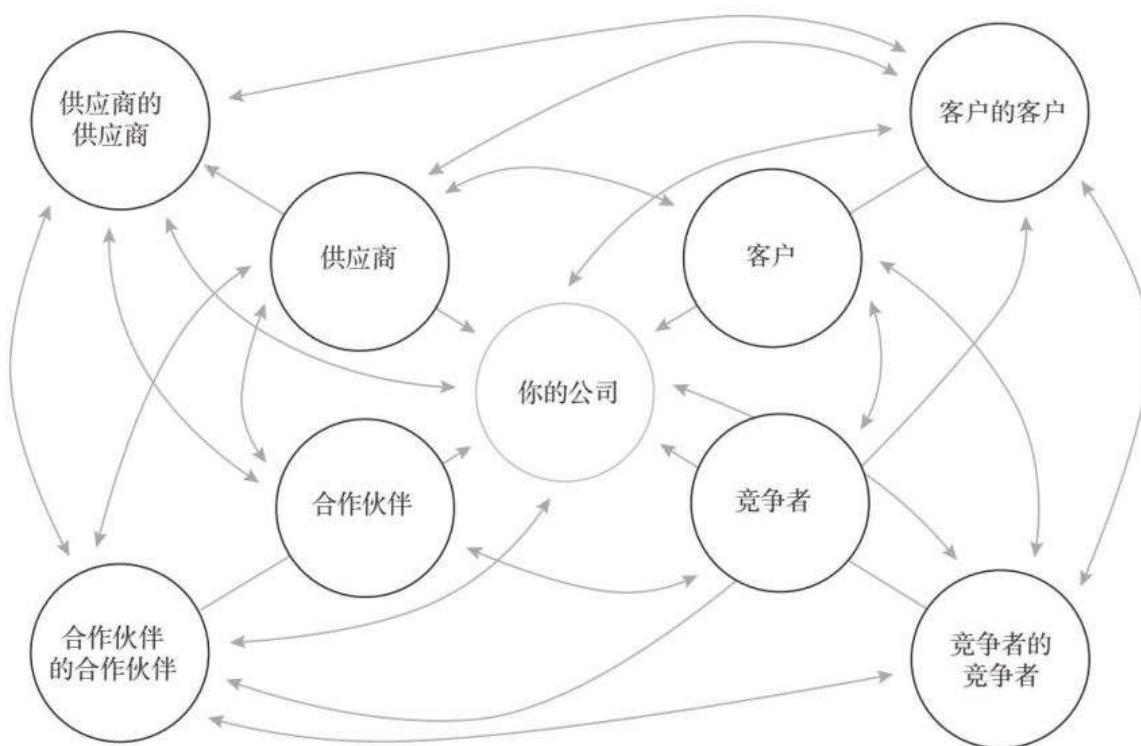 供应商的
供应商
客户的客户
供应商
客户
你的公司
合作伙伴
竞争者
合作伙伴
的合作伙伴
竞争者的
竞争者